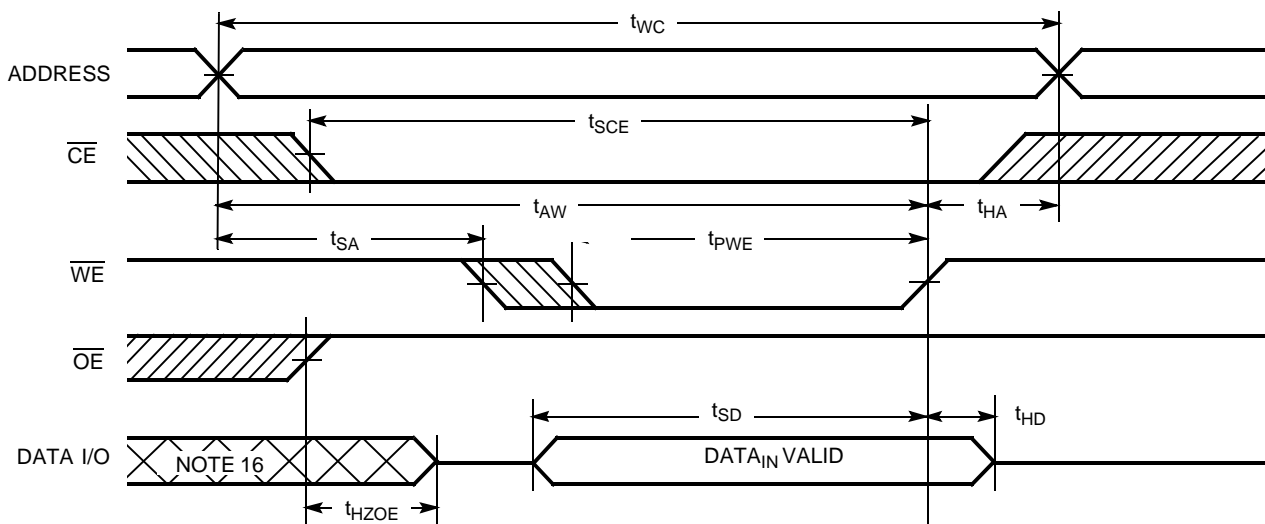 tWC
ADDRESS
tSCE
CE
tAW
tHA
tSA
tPWE
WE
OE
tSD
tHD
DATA I/O
NOTE 16
DATAIN VALID
tHZOE